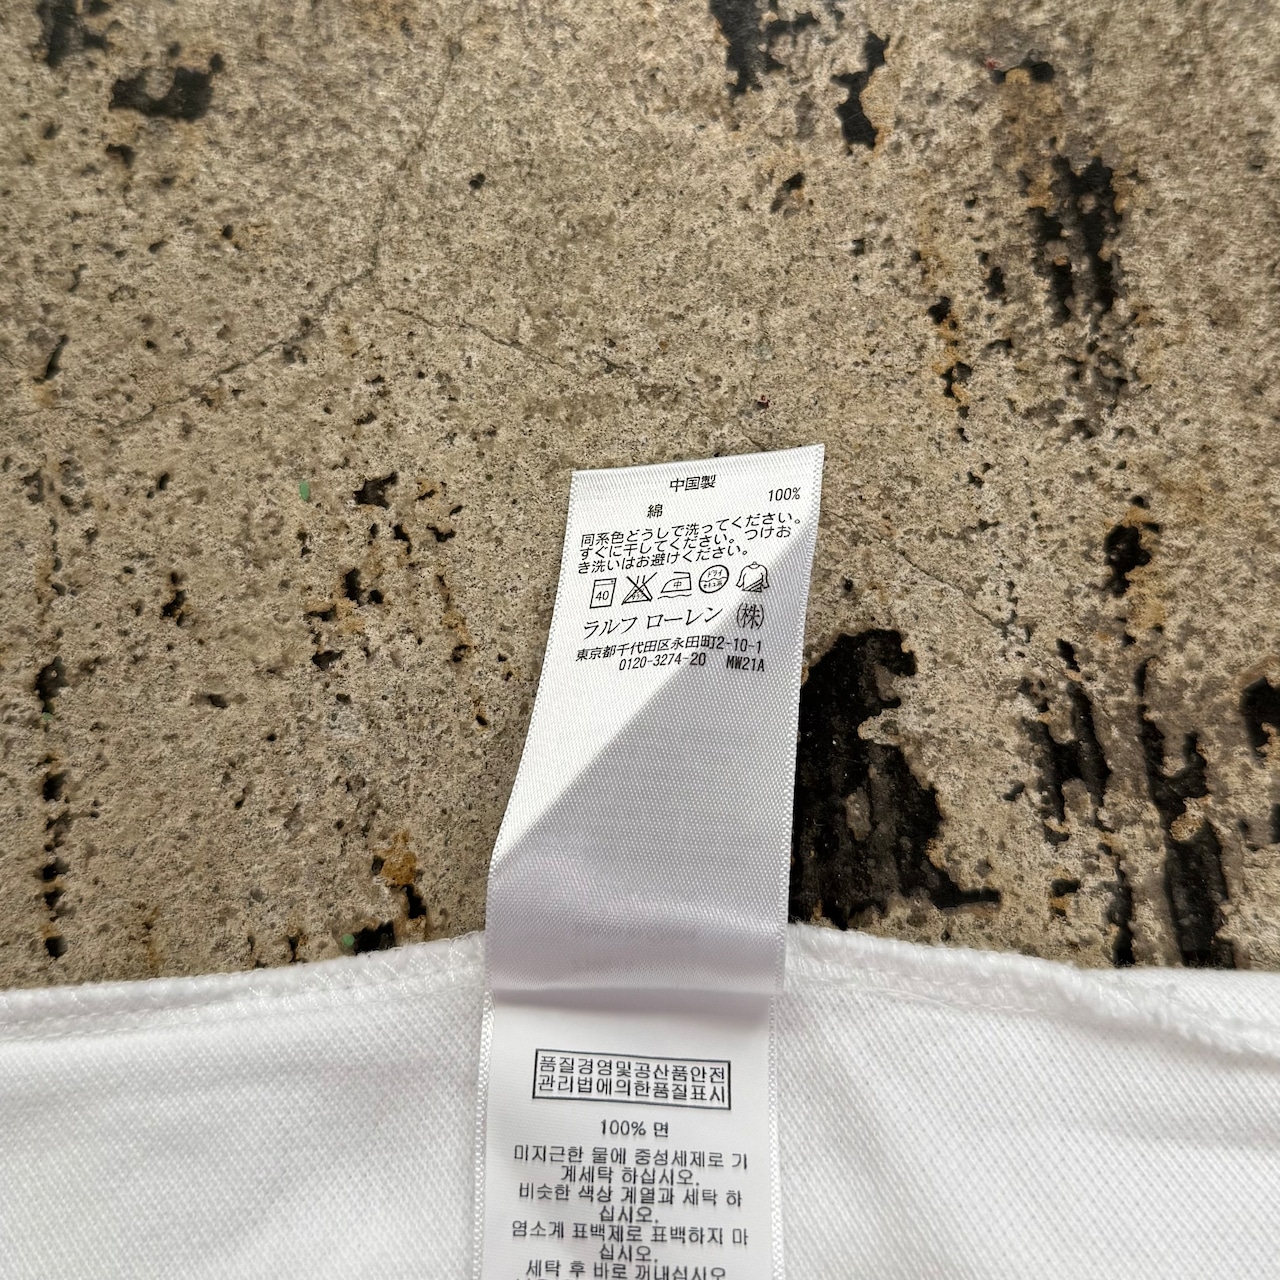 中国製
綿 100%
同系色どうしで洗ってください。
すぐに干してください。つけお
き洗いはお避けください。
40 中 ドライ
ラルフ ローレン (株)
東京都千代田区永田町2-10-1
0120-3274-20 MW21A
품질경영및공산품안전
관리법에의한품질표시
100% 면
미지근한 물에 중성세제로 기
계세탁 하십시오.
비슷한 색상 계열과 세탁 하
십시오.
염소계 표백제로 표백하지 마
십시오.
세탁 후 바로 꺼내십시오